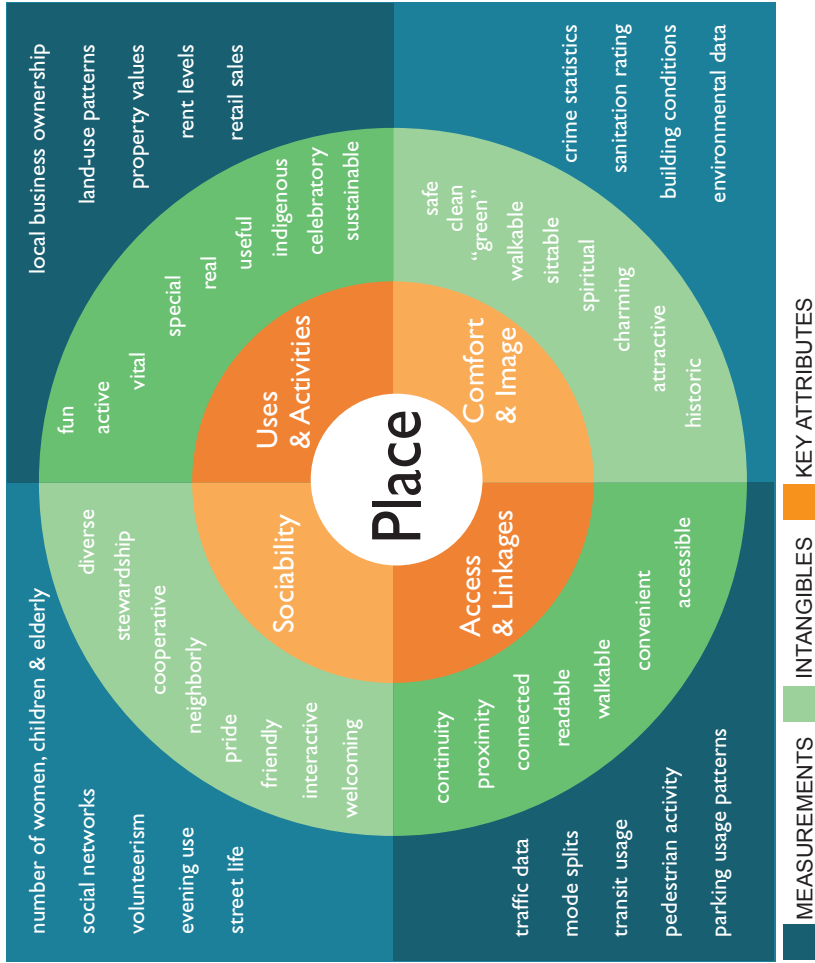 number of women, children & elderly
social networks
volunteerism
evening use
street life
diverse
stewardship
cooperative
neighborly
pride
friendly
interactive
welcoming
Sociability
local business ownership
land-use patterns
property values
rent levels
retail sales
fun
active
vital
special
real
useful
indigenous
celebratory
sustainable
Uses
& Activities
Place
Access
& Linkages
continuity
proximity
connected
readable
walkable
convenient
accessible
traffic data
mode splits
transit usage
pedestrian activity
parking usage patterns
Comfort
& Image
safe
clean
“green”
walkable
sittable
spiritual
charming
attractive
historic
crime statistics
sanitation rating
building conditions
environmental data
MEASUREMENTS
INTANGIBLES
KEY ATTRIBUTES